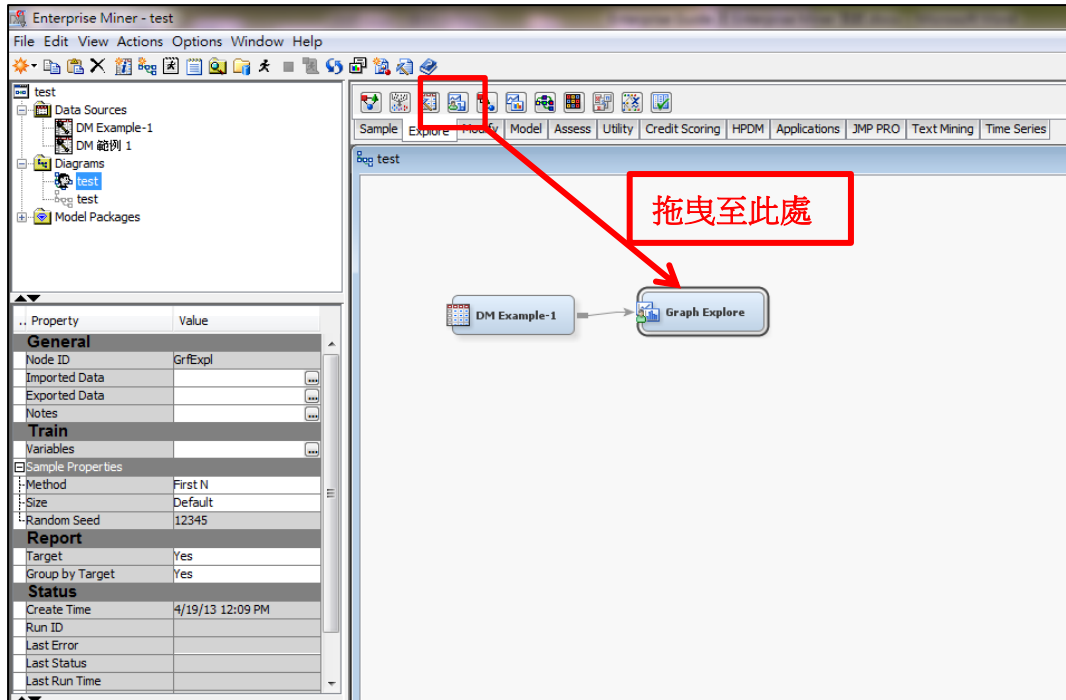 Enterprise Miner - test
File Edit View Actions Options Window Help
test
Data Sources
DM Example-1
DM 範例 1
Diagrams
test
test
Model Packages
.. Property Value
General
Node ID GrfExpl
Imported Data
Exported Data
Notes
Train
Variables
Sample Properties
Method First N
Size Default
Random Seed 12345
Report
Target Yes
Group by Target Yes
Status
Create Time 4/19/13 12:09 PM
Run ID
Last Error
Last Status
Last Run Time
Sample Explore Modify Model Assess Utility Credit Scoring HPDM Applications JMP PRO Text Mining Time Series
test
拖曳至此處
DM Example-1
Graph Explore